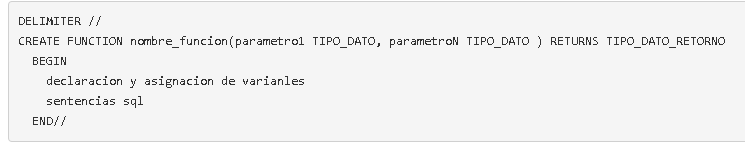 DELIMITER //
CREATE FUNCTION nombre_funcion(parametro1 TIPO_DATO, parametroN TIPO_DATO ) RETURNS TIPO_DATO_RETORNO
BEGIN
declaracion y asignacion de varianles
sentencias sql
END//